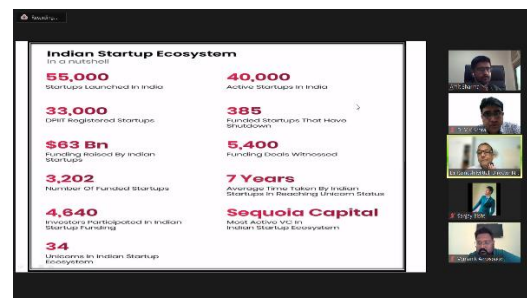 Recording...
Indian Startup Ecosystem
In a nutshell
55,000
Startups Launched In India
40,000
Active Startups In India
33,000
DPIIT Registered Startups
385
Funded Startups That Have
Shutdown
$63 Bn
Funding Raised By Indian
Startups
5,400
Funding Deals Witnessed
3,202
Number Of Funded Startups
7 Years
Average Time Taken By Indian
Startups In Reaching Unicorn Status
4,640
Investors Participated In Indian
Startup Funding
Sequoia Capital
Most Active VC In
Indian Startup Ecosystem
34
Unicorns In Indian Startup
Ecosystem